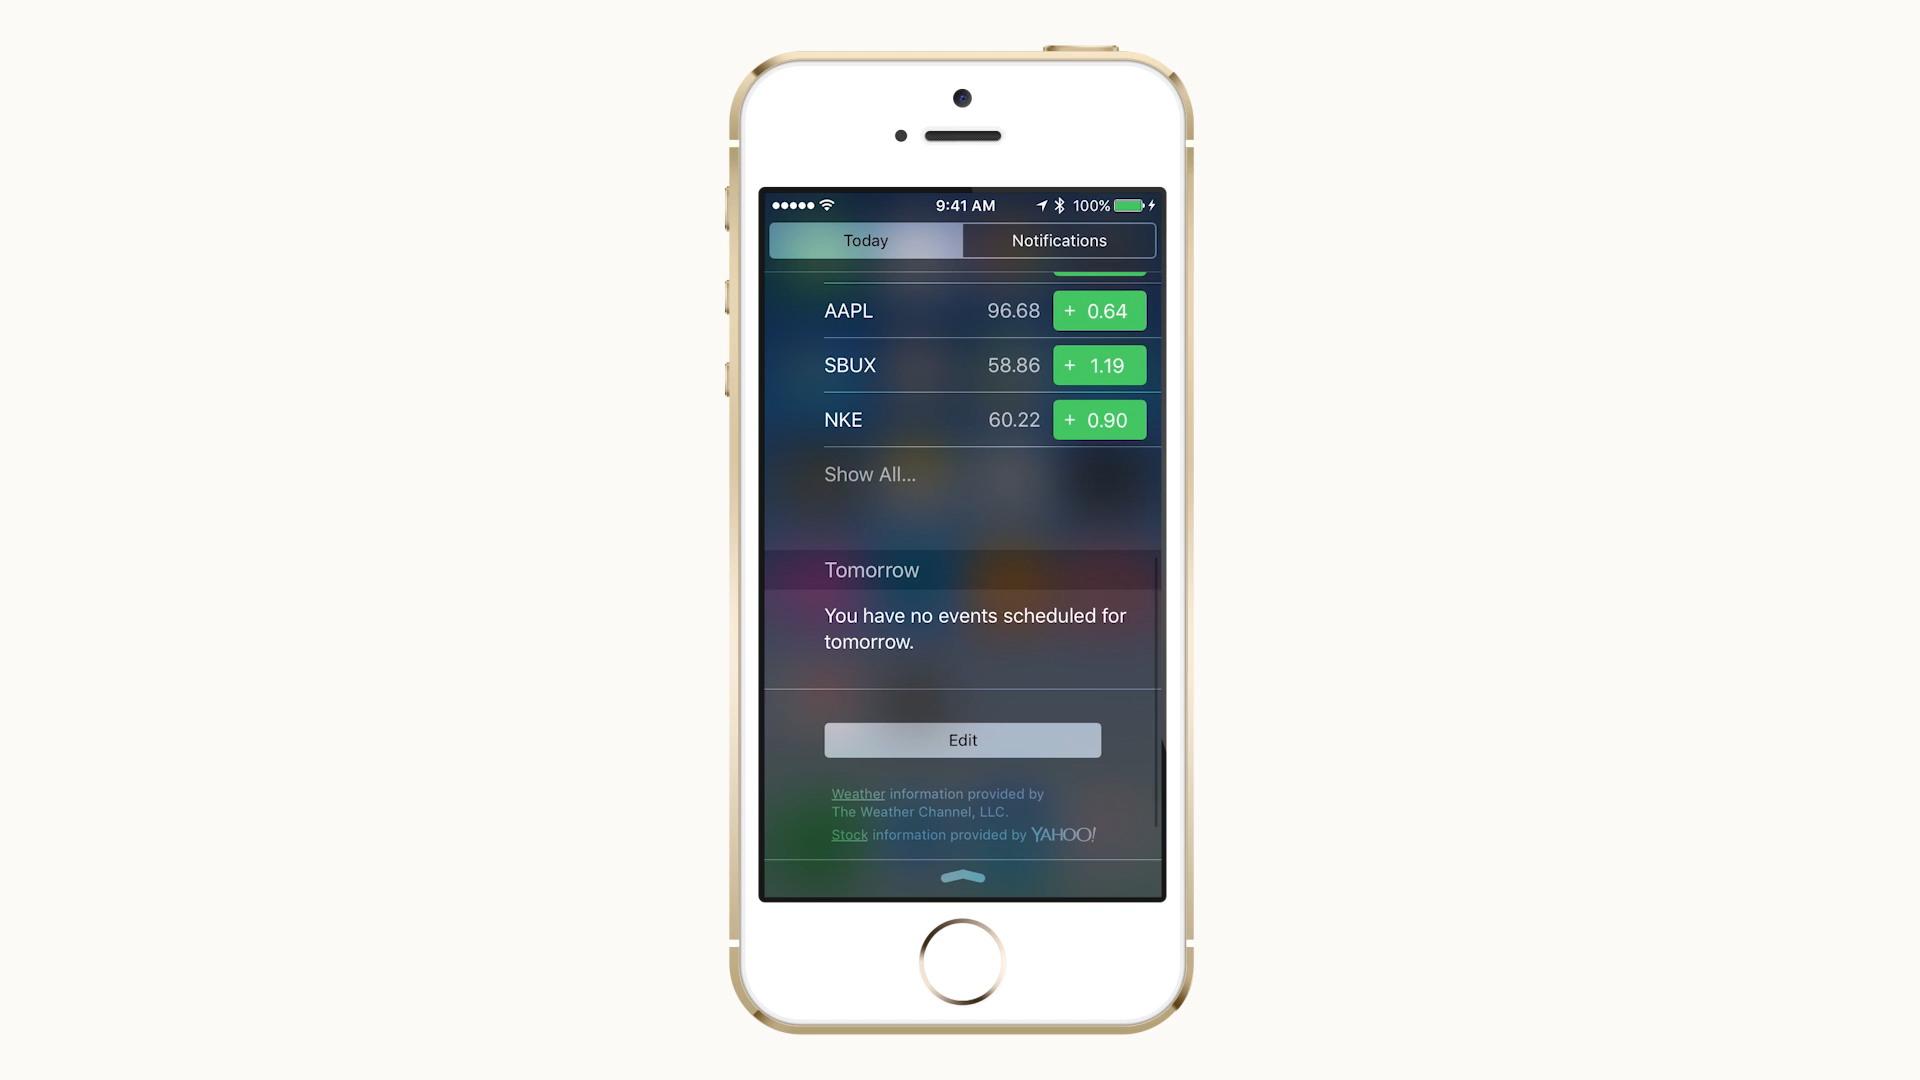 9:41 AM 100%
Today Notifications
AAPL 96.68 + 0.64
SBUX 58.86 + 1.19
NKE 60.22 + 0.90
Show All...
Tomorrow
You have no events scheduled for
tomorrow.
Edit
Weather information provided by
The Weather Channel, LLC.
Stock information provided by YAHOO!